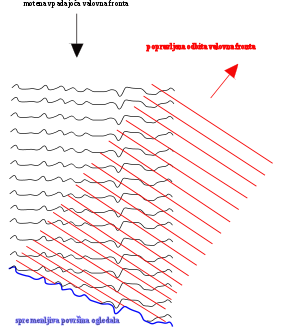 motena vpadajoča valovna fronta
popravljena odbita valovna fronta
spremenljiva površina ogledala